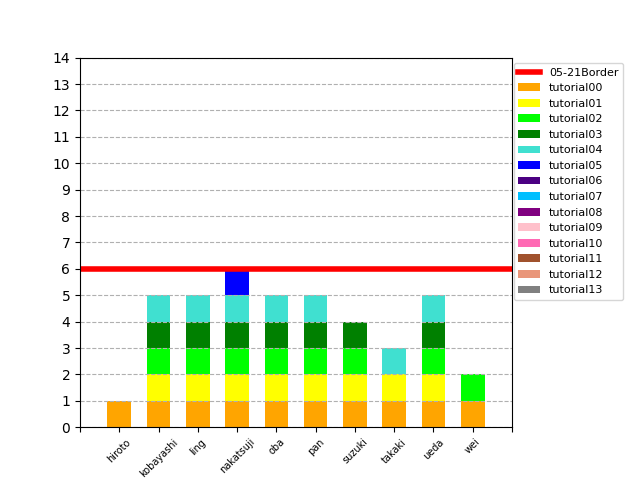 14
13
12
11
10
9
8
7
6
5
4
3
2
1
0
hiroto
kobayashi
ling
nakatsuji
oba
pan
suzuki
takaki
ueda
wei
05-21Border
tutorial00
tutorial01
tutorial02
tutorial03
tutorial04
tutorial05
tutorial06
tutorial07
tutorial08
tutorial09
tutorial10
tutorial11
tutorial12
tutorial13